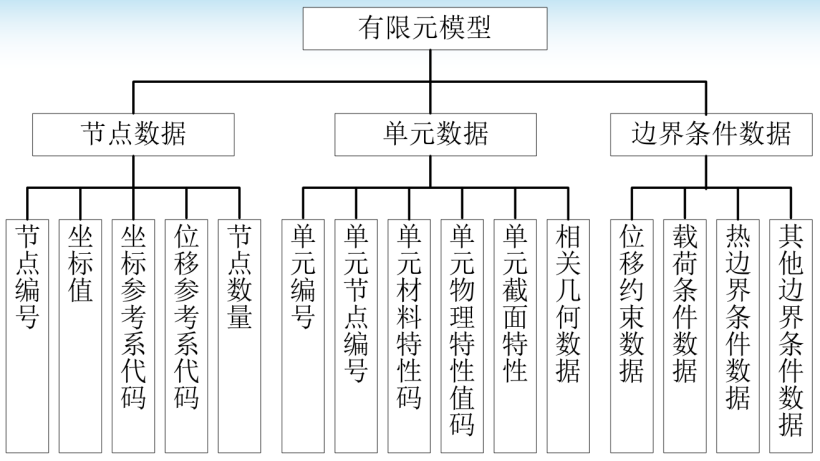 有限元模型
节点数据
单元数据
边界条件数据
节点编号
坐标值
坐标参考系代码
位移参考系代码
节点数量
单元编号
单元节点编号
单元材料特性码
单元物理特性值码
单元截面特性
相关几何数据
位移约束数据
载荷条件数据
热边界条件数据
其他边界条件数据